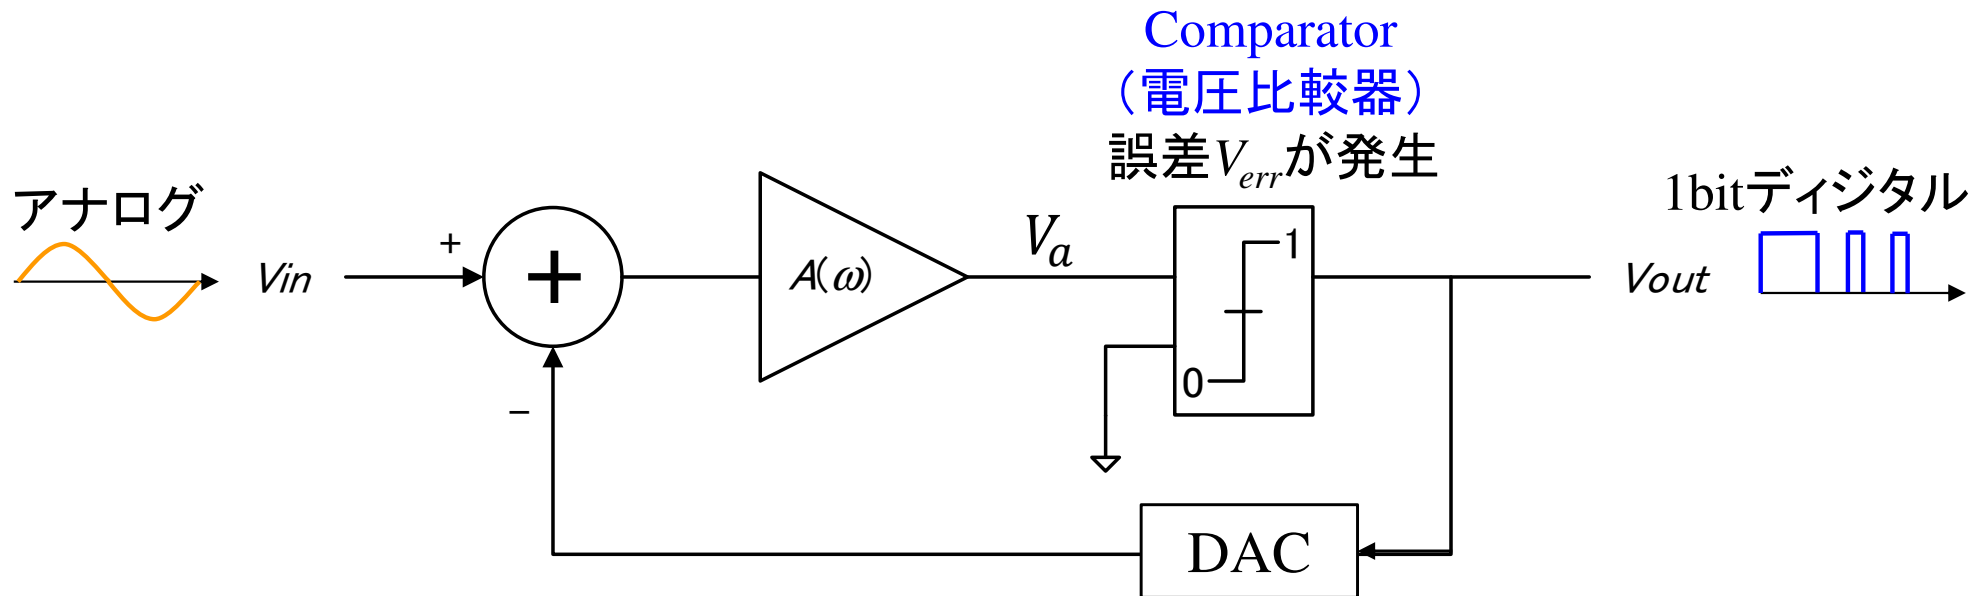 Comparator
（電圧比較器）
誤差Verrが発生
アナログ
1bitディジタル
+
Vin
+
A(ω)
Va
1
Vout
0
−
DAC